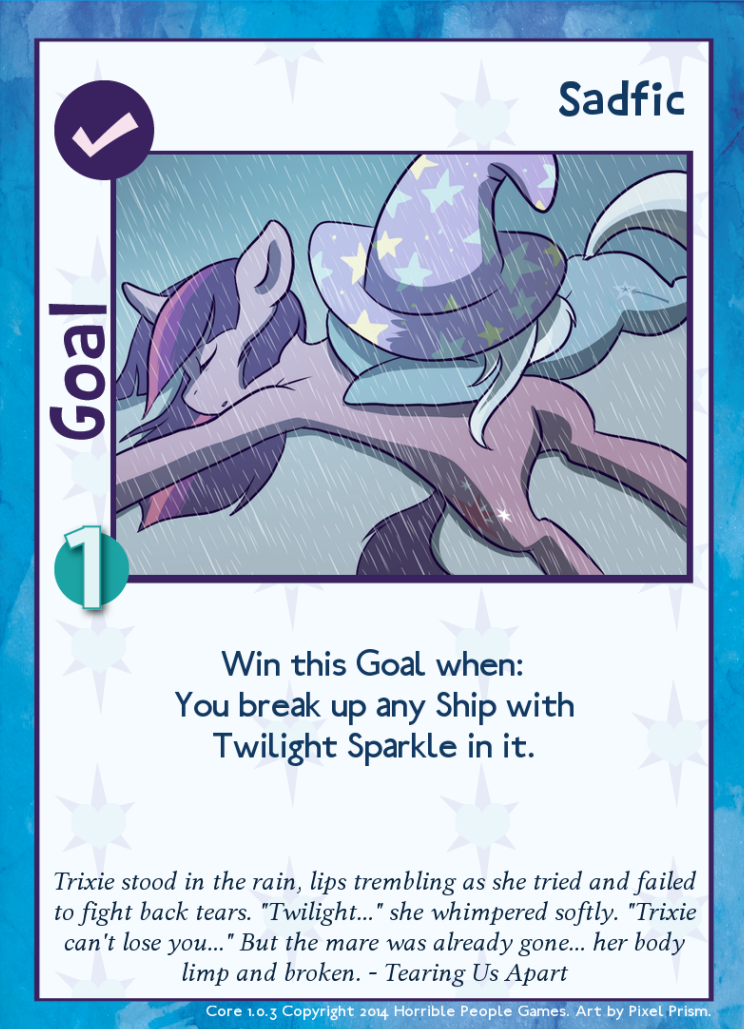 Sadfic
Goal
1
Win this Goal when:
You break up any Ship with
Twilight Sparkle in it.
Trixie stood in the rain, lips trembling as she tried and failed
to fight back tears. "Twilight..." she whimpered softly. "Trixie
can't lose you..." But the mare was already gone... her body
limp and broken. - Tearing Us Apart
Core 1.0.3 Copyright 2014 Horrible People Games. Art by Pixel Prism.